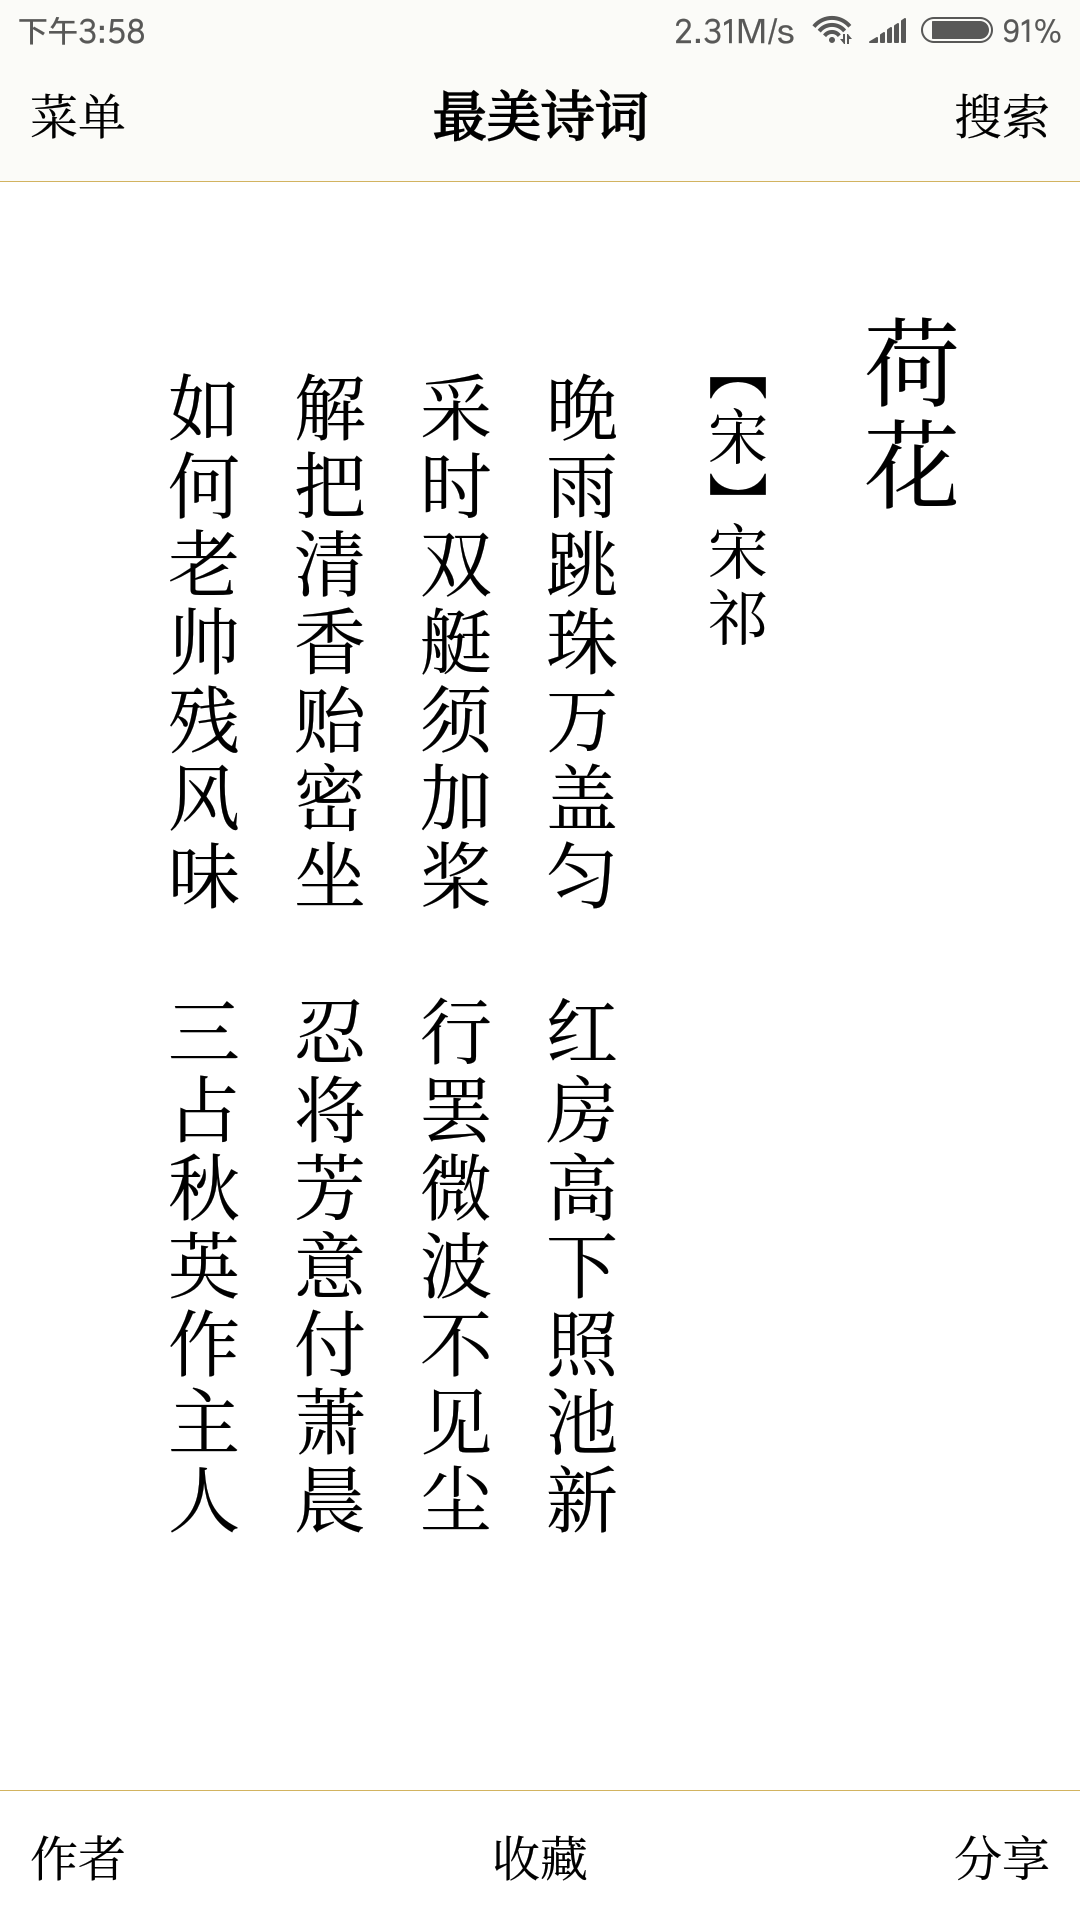 下午3:58 2.31M/s 91%
菜单 最美诗词 搜索
荷花
【宋】宋祁
晚雨跳珠万盖匀 红房高下照池新
采时双艇须加桨 行罢微波不见尘
解把清香贻密坐 忍将芳意付萧晨
如何老帅残风味 三占秋英作主人
作者 收藏 分享